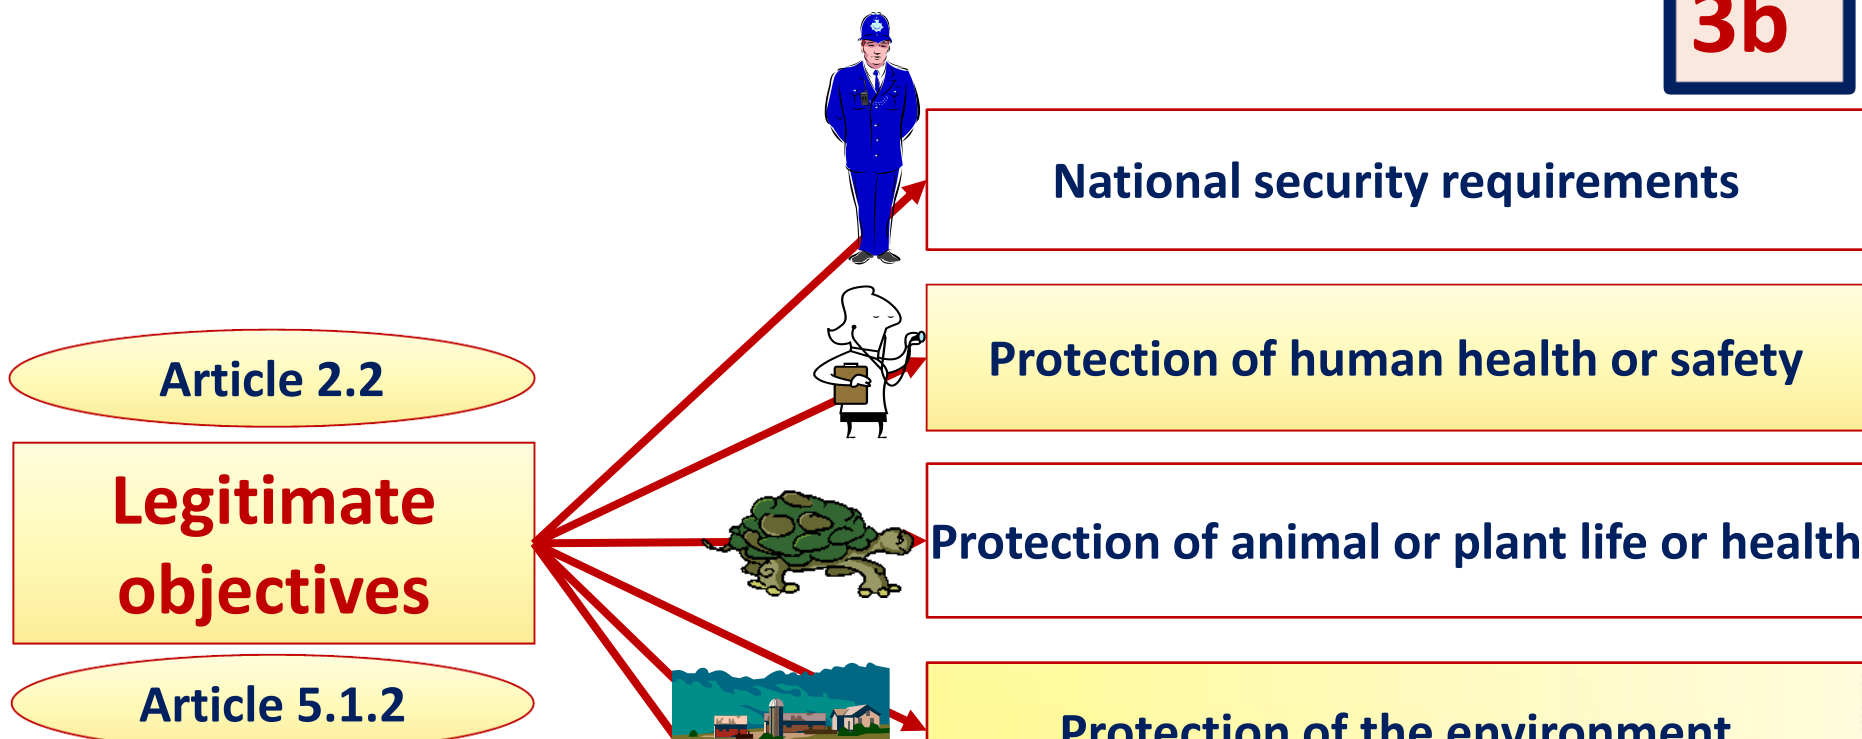 3b
National security requirements
Protection of human health or safety
Article 2.2
Legitimate
objectives
Protection of animal or plant life or health
Article 5.1.2
Protection of the environment